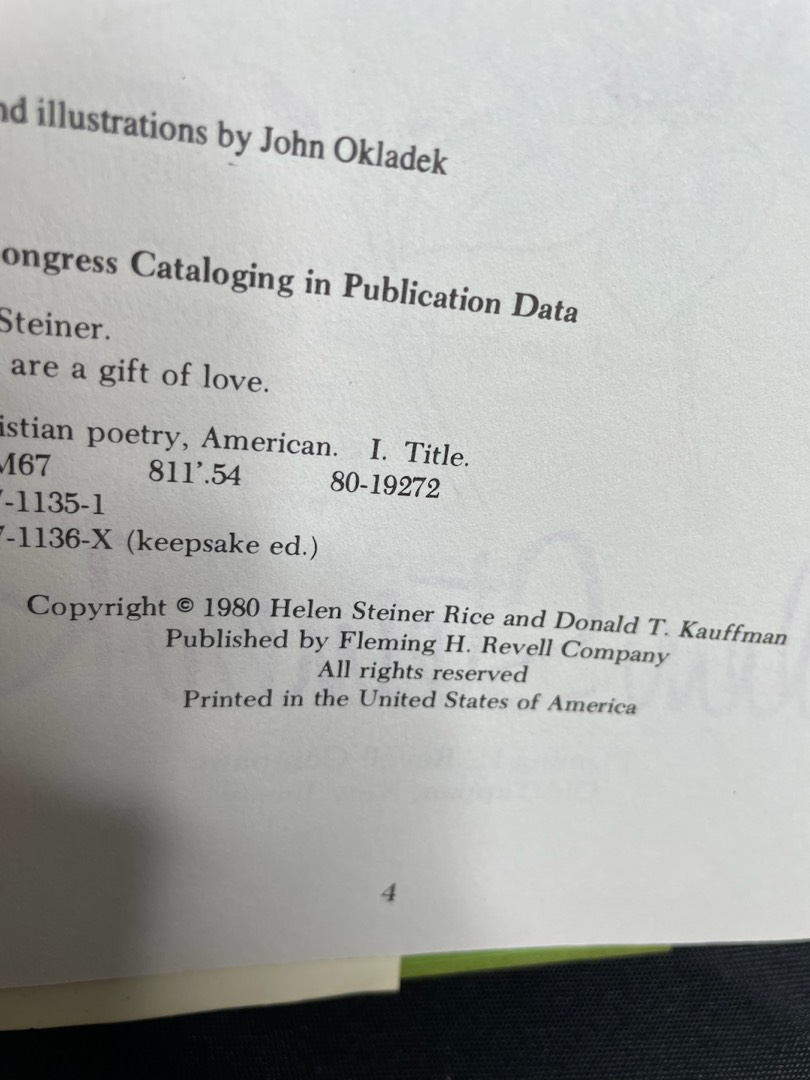 nd illustrations by John Okladek
ongress Cataloging in Publication Data
Steiner.
are a gift of love.
istian poetry, American. I. Title.
M67 811'.54 80-19272
-1135-1
7-1136-X (keepsake ed.)
Copyright © 1980 Helen Steiner Rice and Donald T. Kauffman
Published by Fleming H. Revell Company
All rights reserved
Printed in the United States of America
4